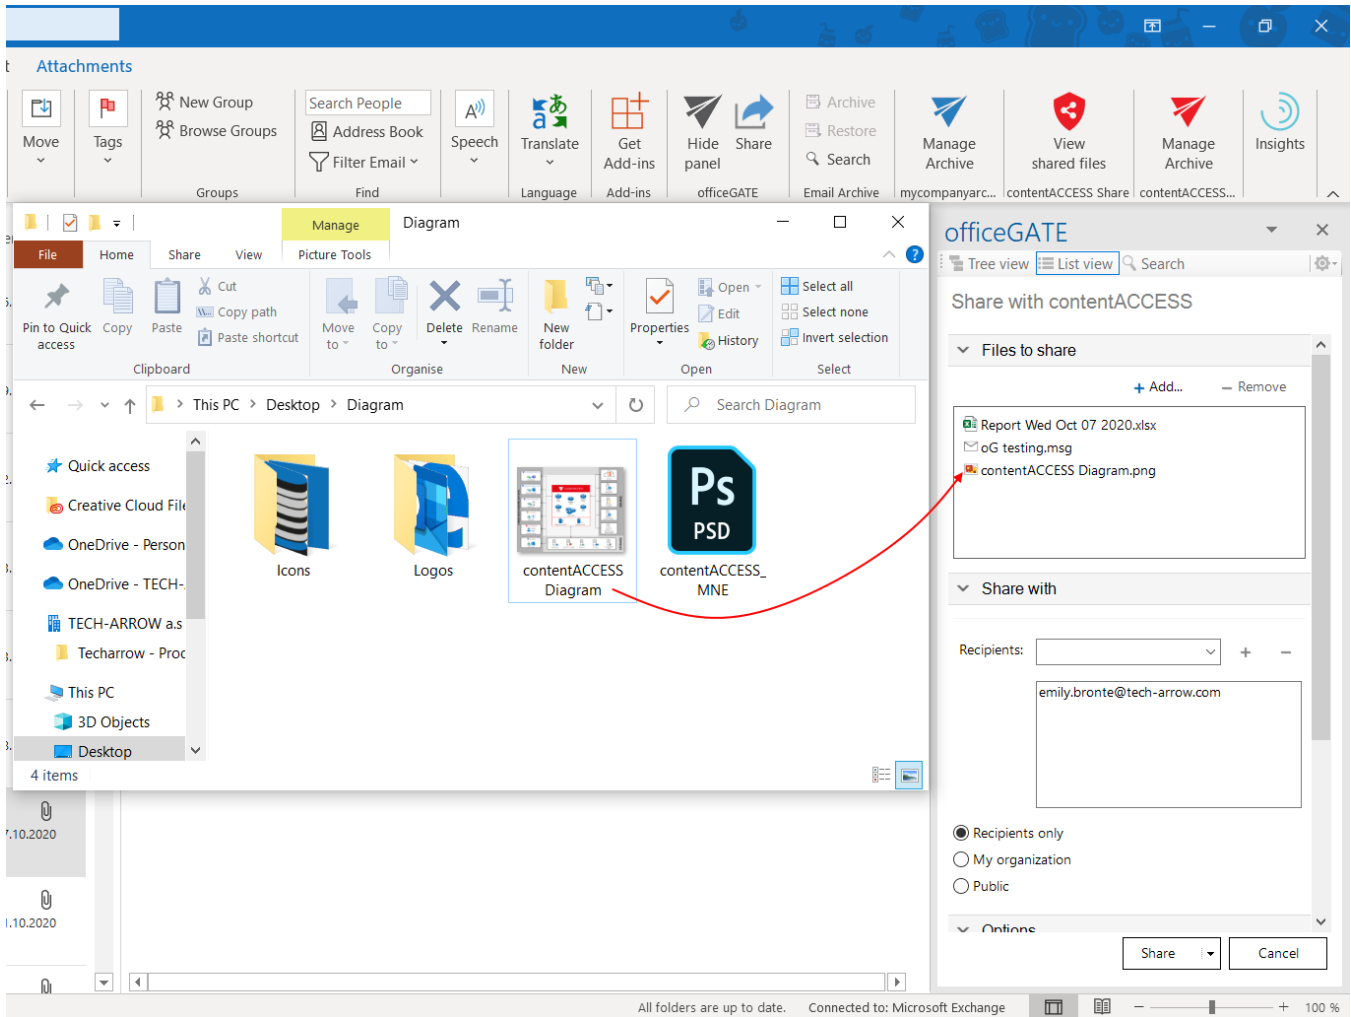 Attachments
Move
Tags
New Group
Browse Groups
Groups
Search People
Address Book
Filter Email
Find
Speech
Translate
Language
Get
Add-ins
Add-ins
Hide
panel
Share
officeGATE
Archive
Restore
Search
Email Archive
Manage
Archive
mycompanyarc...
View
shared files
contentACCESS Share
Manage
Archive
contentACCESS...
Insights
Manage
Diagram
File
Home
Share
View
Picture Tools
Pin to Quick
access
Copy
Paste
Cut
Copy path
Paste shortcut
Clipboard
Move
to
Copy
to
Delete
Rename
Organise
New
folder
New
Properties
Open
Edit
History
Open
Select all
Select none
Invert selection
Select
This PC > Desktop > Diagram
Search Diagram
Quick access
Creative Cloud File
OneDrive - Person
OneDrive - TECH-
TECH-ARROW a.s
Techarrow - Proc
This PC
3D Objects
Desktop
Icons
Logos
contentACCESS
Diagram
Ps
PSD
contentACCESS_
MNE
4 items
7.10.2020
1.10.2020
officeGATE
Tree view
List view
Search
Share with contentACCESS
Files to share
+ Add...
− Remove
Report Wed Oct 07 2020.xlsx
oG testing.msg
contentACCESS Diagram.png
Share with
Recipients:
emily.bronte@tech-arrow.com
Recipients only
My organization
Public
Options
Share
Cancel
All folders are up to date.
Connected to: Microsoft Exchange
100 %